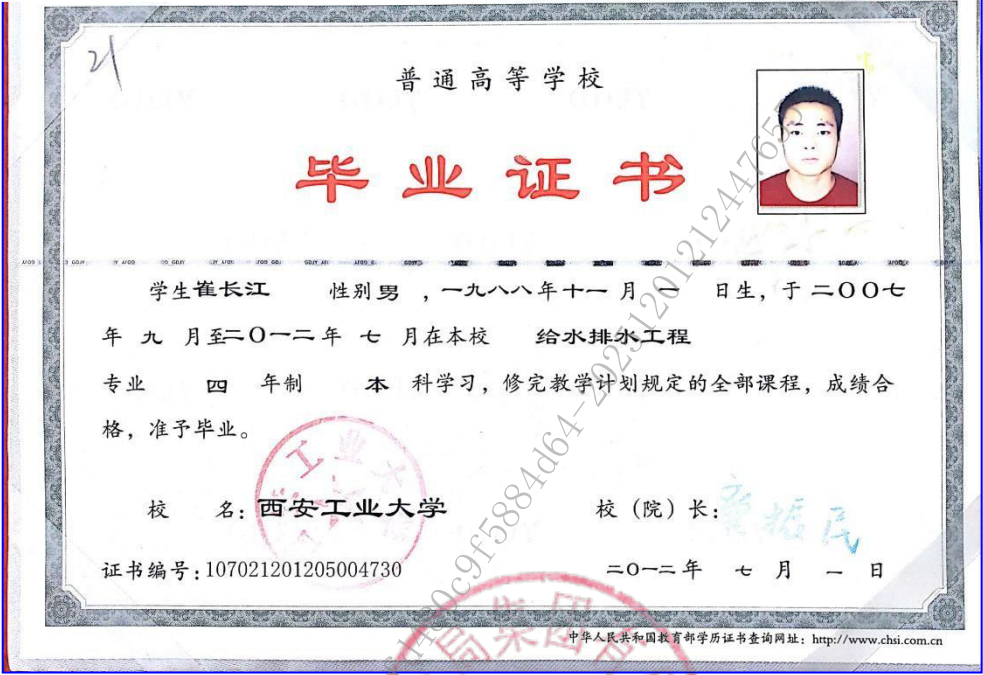 21
普通高等学校
毕业证书
学生崔长江 性别男 ,一九八八年十一月 一 日生,于二〇〇七
年 九 月至二〇一二年 七 月在本校 给水排水工程
专业 四 年制 本 科学习,修完教学计划规定的全部课程,成绩合
格,准予毕业。
校 名:西安工业大学
校(院)长:
证书编号:107021201205004730
二〇一二年 七 月 一 日
中华人民共和国教育部学历证书查询网址:http://www.chsi.com.cn